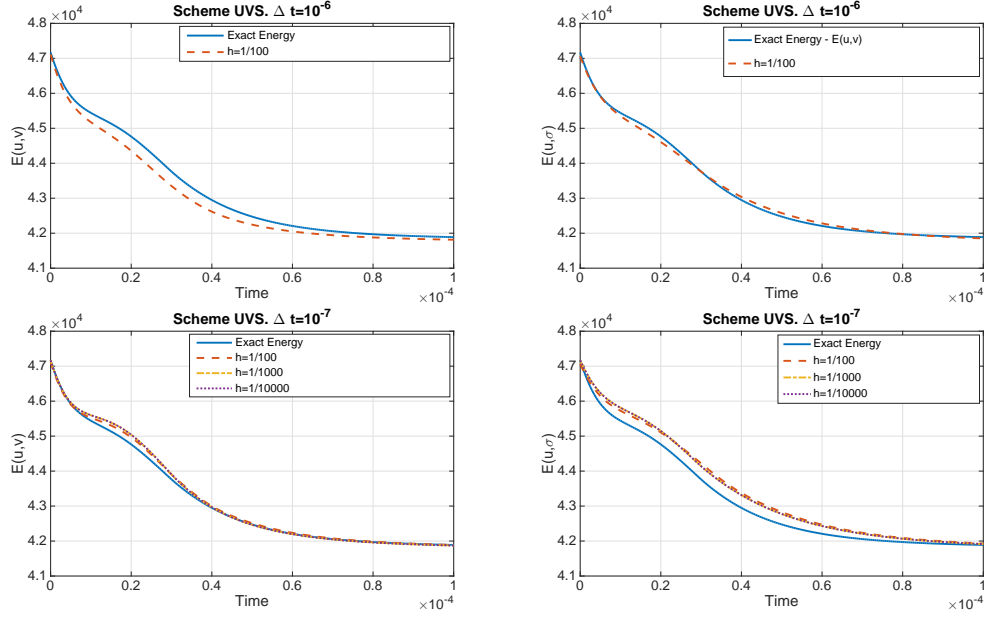 Scheme UVS. Δ t=10-6
×10^4
4.8
4.7
4.6
4.5
4.4
4.3
4.2
4.1
E(u,v)
Exact Energy
h=1/100
0
0.2
0.4
0.6
0.8
1
Time
×10^-4
Scheme UVS. Δ t=10-6
×10^4
4.8
4.7
4.6
4.5
4.4
4.3
4.2
4.1
E(u,σ)
Exact Energy - E(u,v)
h=1/100
0
0.2
0.4
0.6
0.8
1
Time
×10^-4
Scheme UVS. Δ t=10-7
×10^4
4.8
4.7
4.6
4.5
4.4
4.3
4.2
4.1
E(u,v)
Exact Energy
h=1/100
h=1/1000
h=1/10000
0
0.2
0.4
0.6
0.8
1
Time
×10^-4
Scheme UVS. Δ t=10-7
×10^4
4.8
4.7
4.6
4.5
4.4
4.3
4.2
4.1
E(u,σ)
Exact Energy
h=1/100
h=1/1000
h=1/10000
0
0.2
0.4
0.6
0.8
1
Time
×10^-4